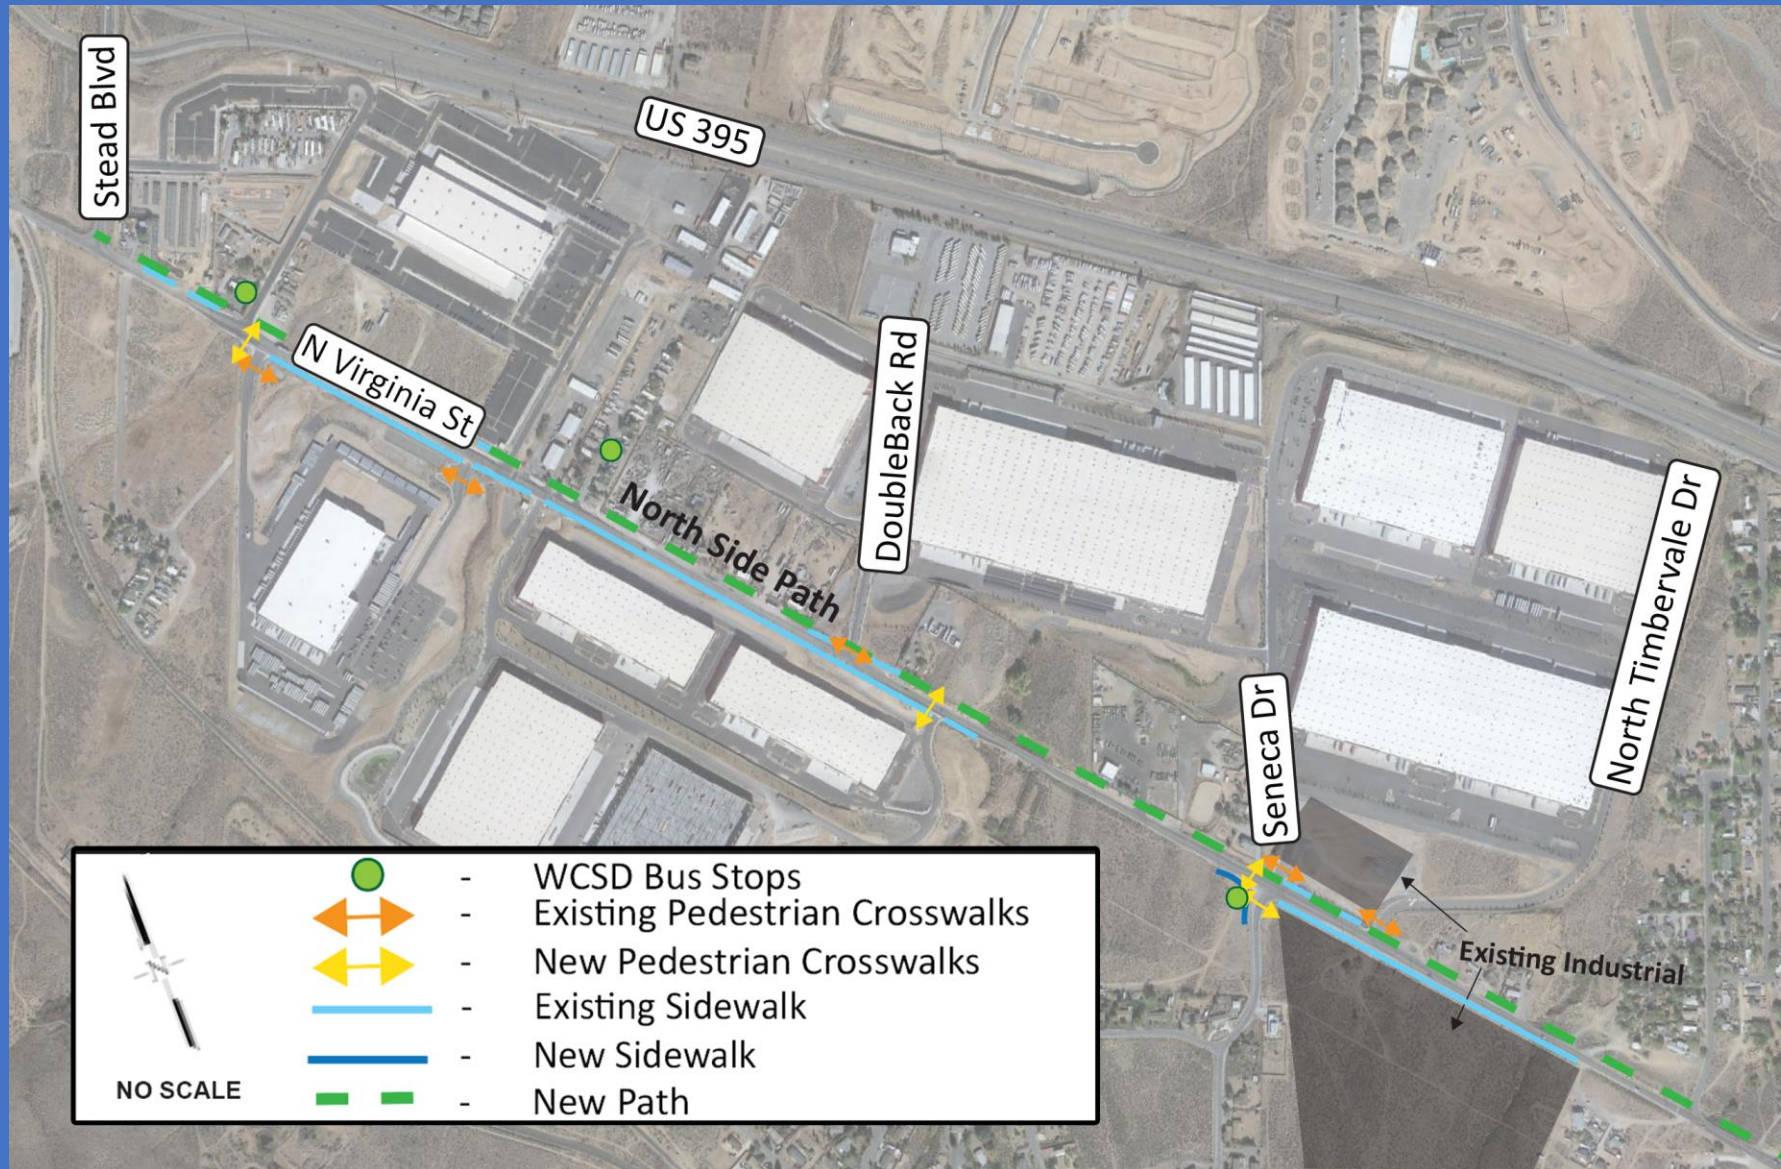 Stead Blvd
US 395
N Virginia St
DoubleBack Rd
North Side Path
North Timbervale Dr
Seneca Dr
Existing Industrial
- WCSD Bus Stops
- Existing Pedestrian Crosswalks
- New Pedestrian Crosswalks
- Existing Sidewalk
- New Sidewalk
- New Path
NO SCALE